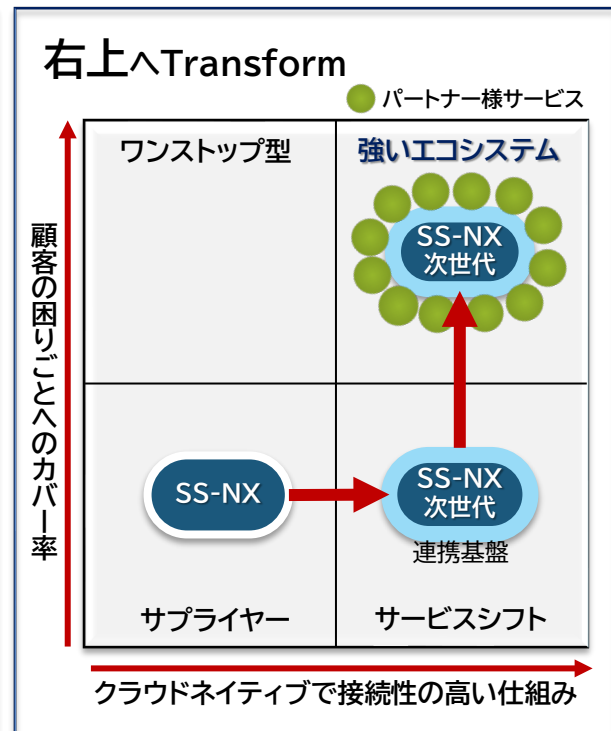 右上へTransform
パートナー様サービス
ワンストップ型
強いエコシステム
SS-NX
次世代
顧客の困りごとへのカバー率
SS-NX
SS-NX
次世代
連携基盤
サプライヤー
サービスシフト
クラウドネイティブで接続性の高い仕組み